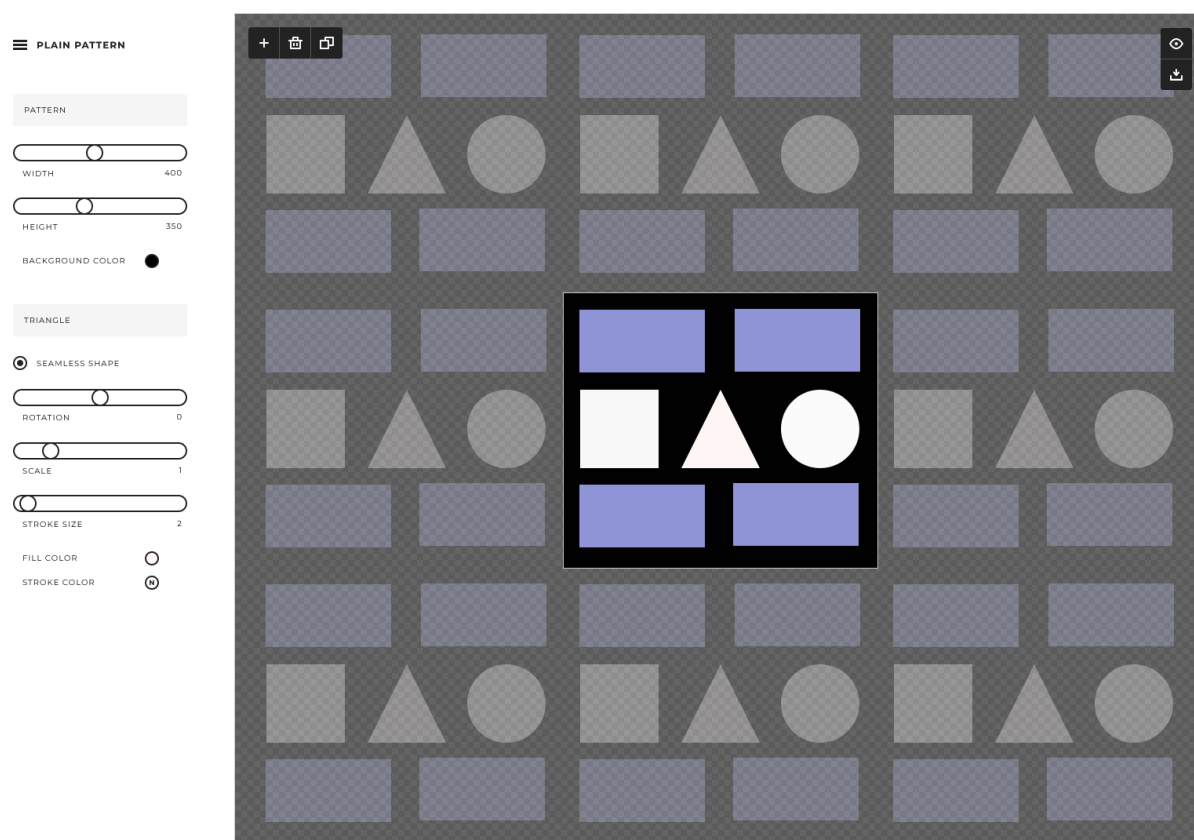 PLAIN PATTERN
PATTERN
WIDTH 400
HEIGHT 350
BACKGROUND COLOR
TRIANGLE
SEAMLESS SHAPE
ROTATION 0
SCALE 1
STROKE SIZE 2
FILL COLOR
STROKE COLOR N